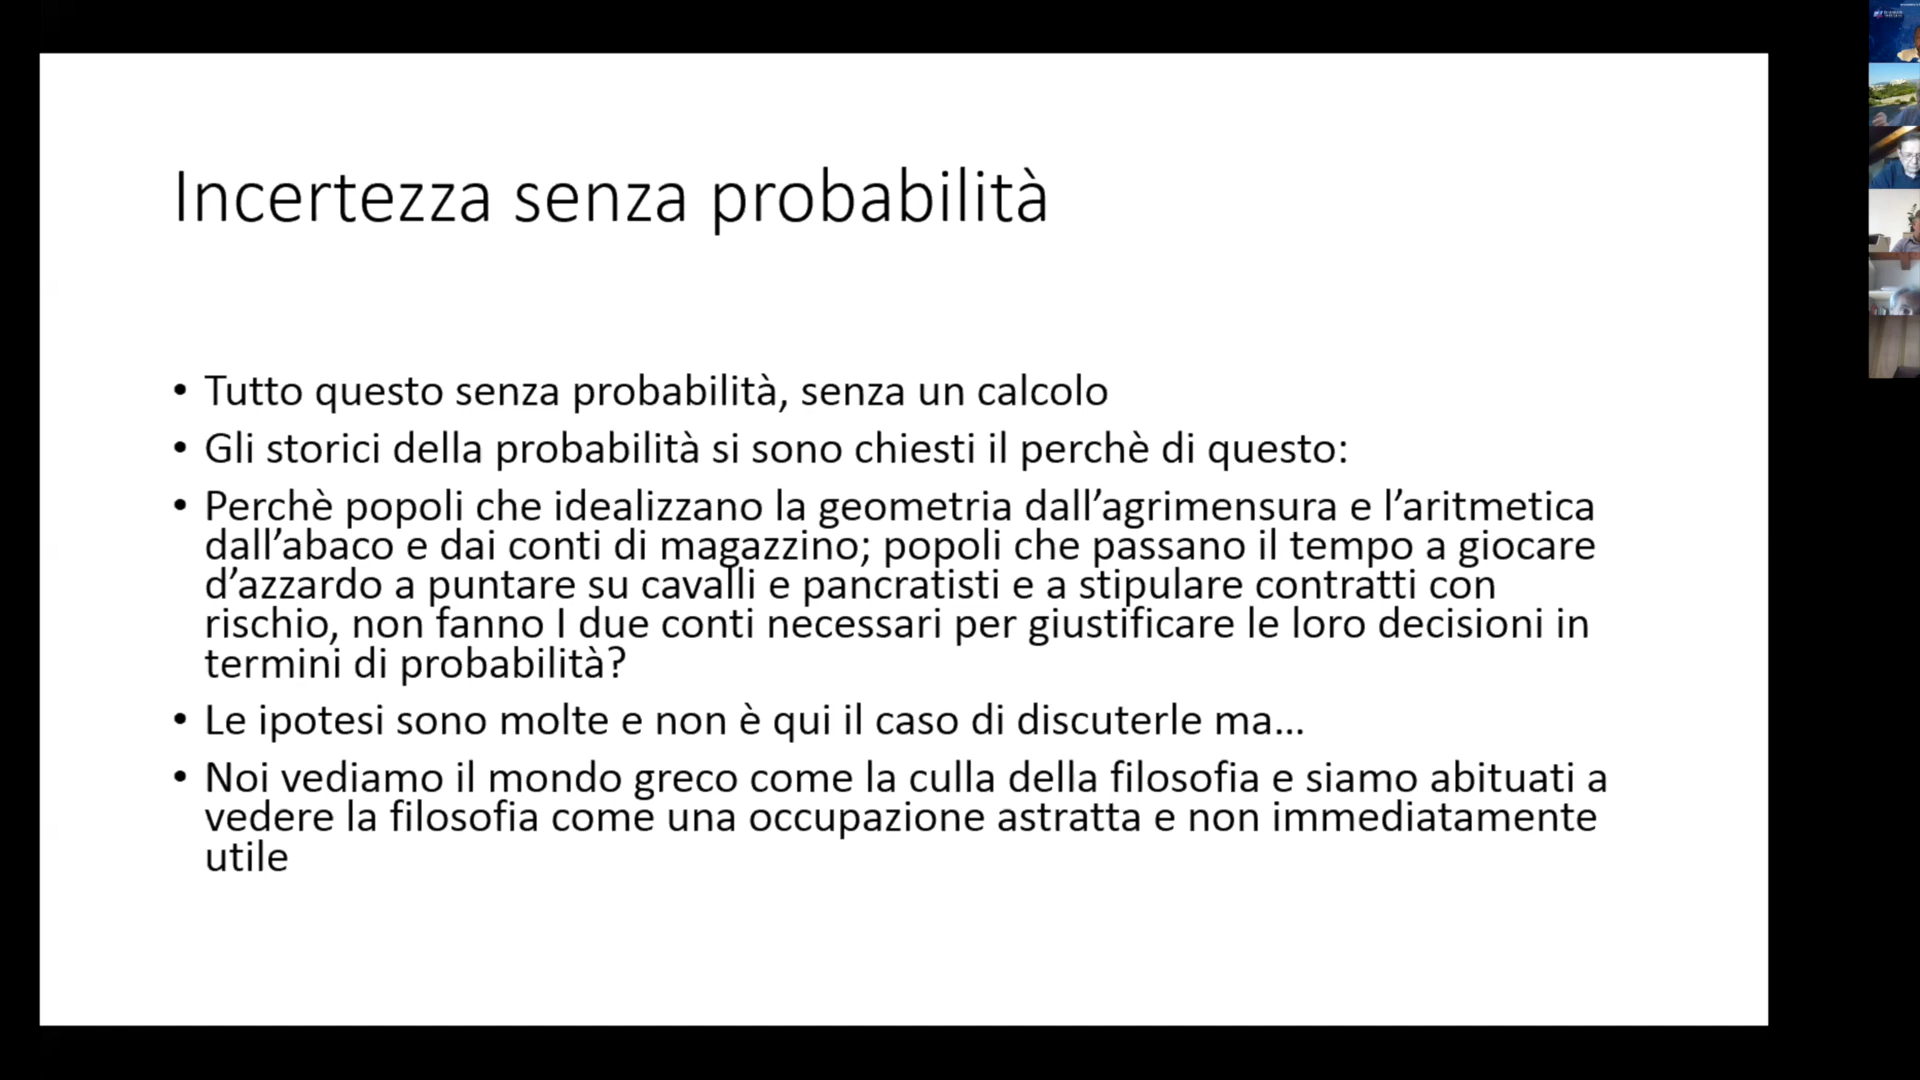 Incertezza senza probabilità
• Tutto questo senza probabilità, senza un calcolo
• Gli storici della probabilità si sono chiesti il perchè di questo:
• Perchè popoli che idealizzano la geometria dall’agrimensura e l’aritmetica
dall’abaco e dai conti di magazzino; popoli che passano il tempo a giocare
d’azzardo a puntare su cavalli e pancratisti e a stipulare contratti con
rischio, non fanno I due conti necessari per giustificare le loro decisioni in
termini di probabilità?
• Le ipotesi sono molte e non è qui il caso di discuterle ma...
• Noi vediamo il mondo greco come la culla della filosofia e siamo abituati a
vedere la filosofia come una occupazione astratta e non immediatamente
utile